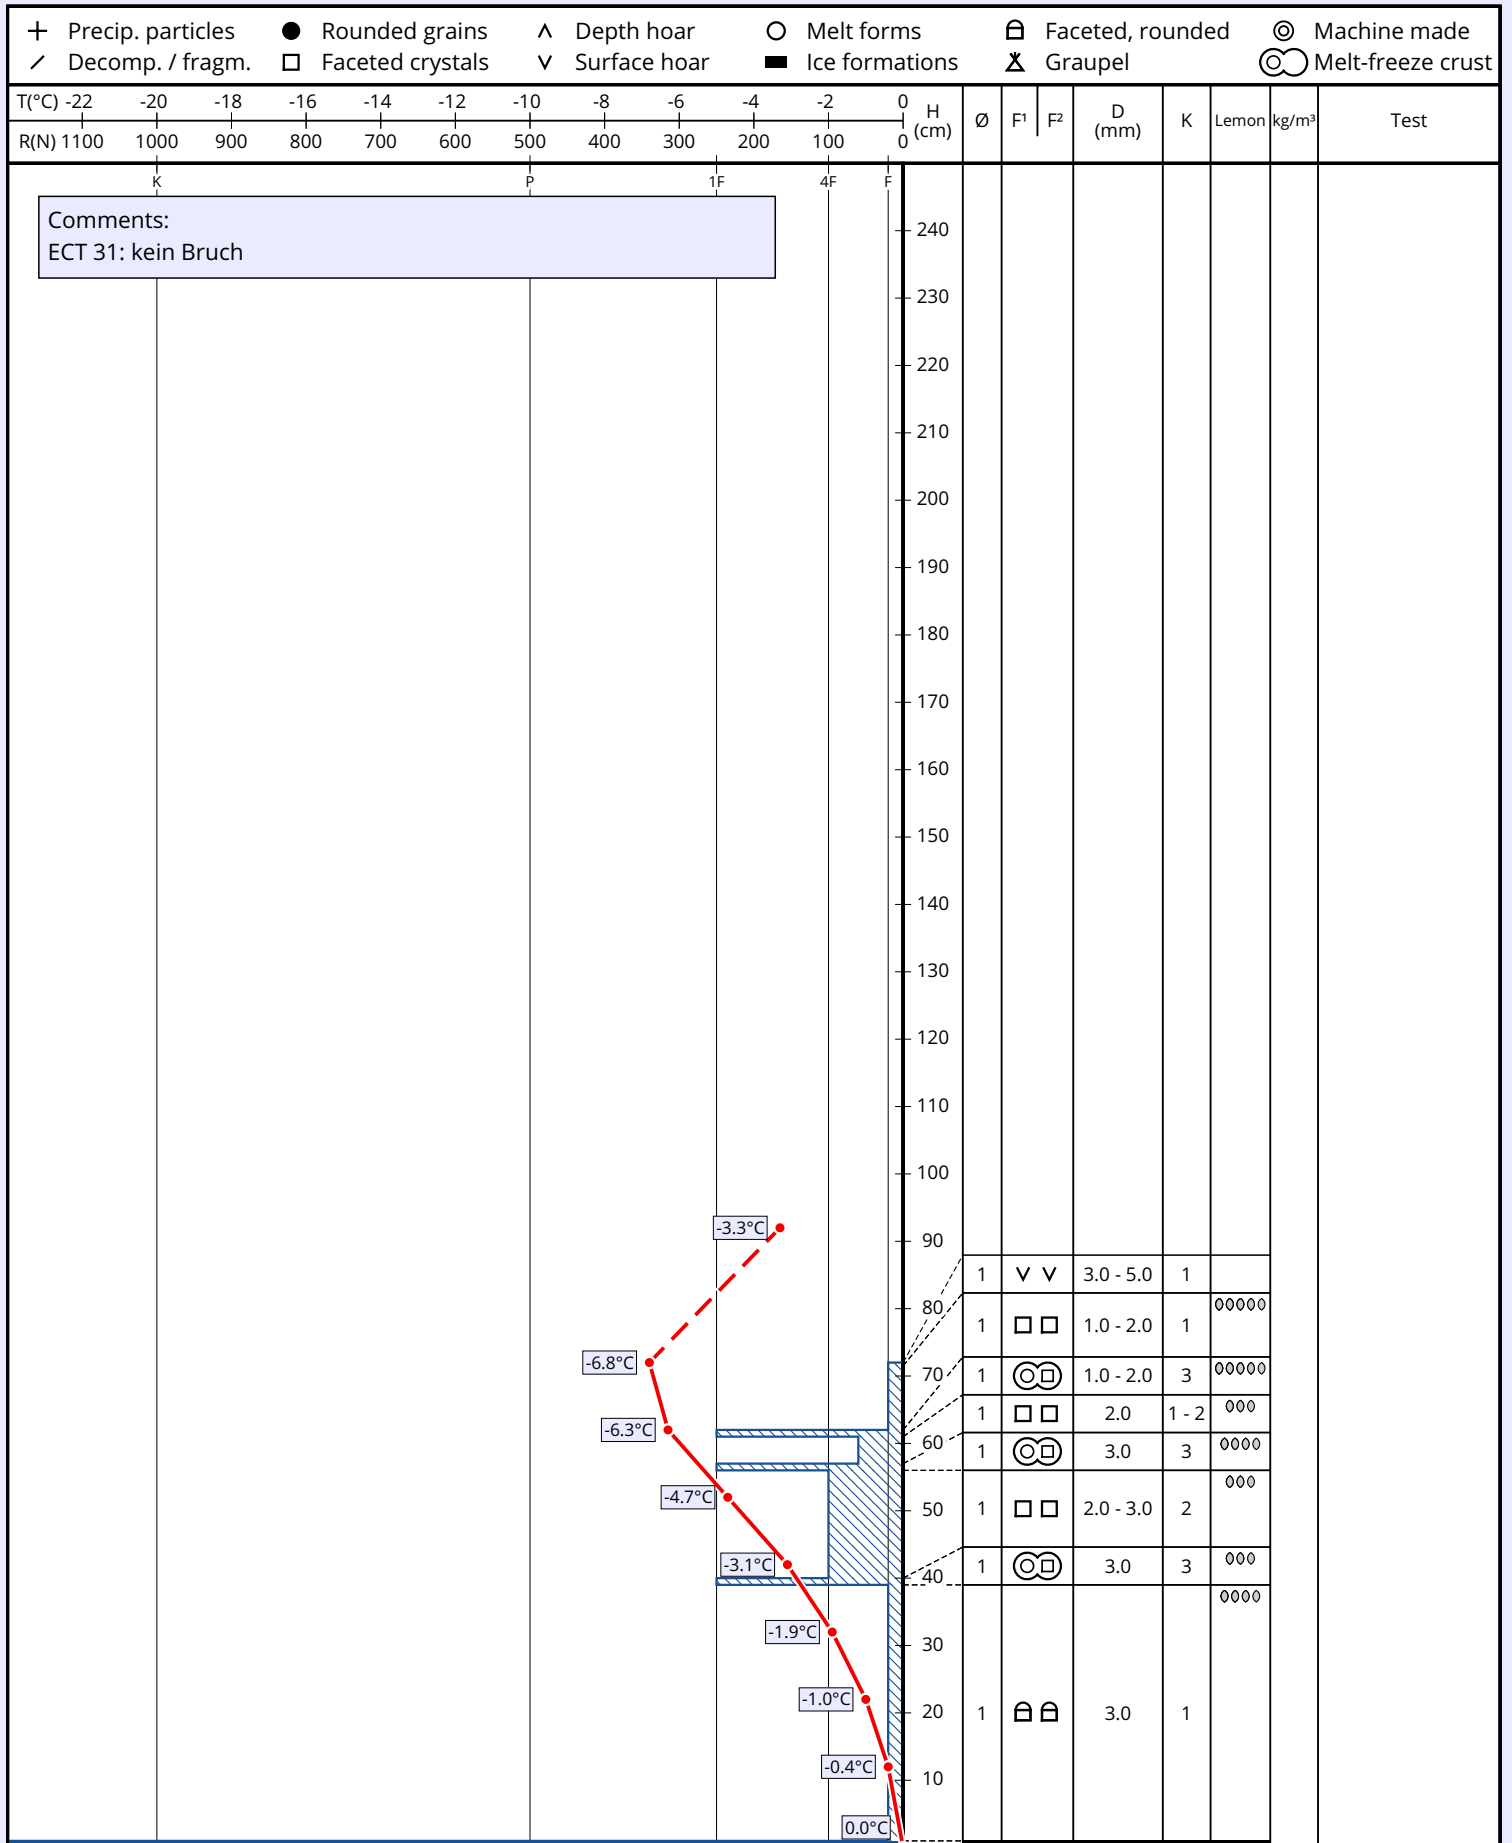 Precip. particles Rounded grains Depth hoar Melt forms Faceted, rounded Machine made
Decomp. / fragm. Faceted crystals Surface hoar Ice formations Graupel Melt-freeze crust
T(°C) -22 -20 -18 -16 -14 -12 -10 -8 -6 -4 -2 0
R(N) 1100 1000 900 800 700 600 500 400 300 200 100 0
H (cm) Ø F¹ F² D (mm) K Lemon kg/m³ Test
K P 1F 4F F
Comments:
ECT 31: kein Bruch
240
230
220
210
200
190
180
170
160
150
140
130
120
110
100
-3.3°C
90
1 3.0 - 5.0 1
80
1 1.0 - 2.0 1
-6.8°C
70
1 1.0 - 2.0 3
1 2.0 1 - 2
-6.3°C
60
1 3.0 3
-4.7°C
50
1 2.0 - 3.0 2
-3.1°C
40
1 3.0 3
-1.9°C
30
-1.0°C
20
1 3.0 1
-0.4°C
10
0.0°C